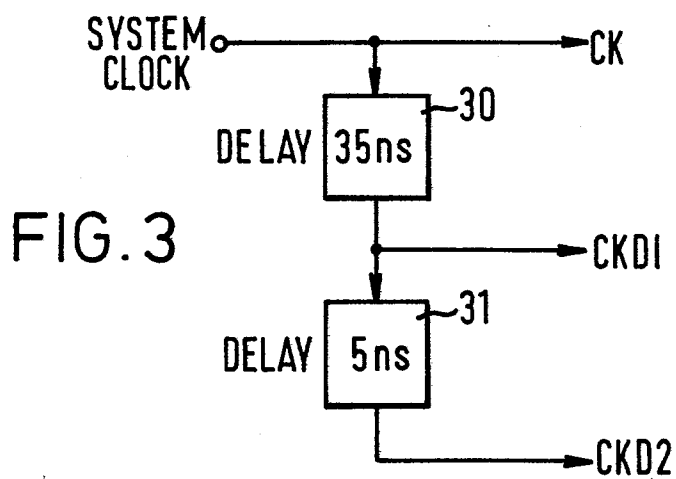 SYSTEM
CLOCK
CK
30
DELAY
35ns
FIG. 3
CKD1
31
DELAY
5ns
CKD2